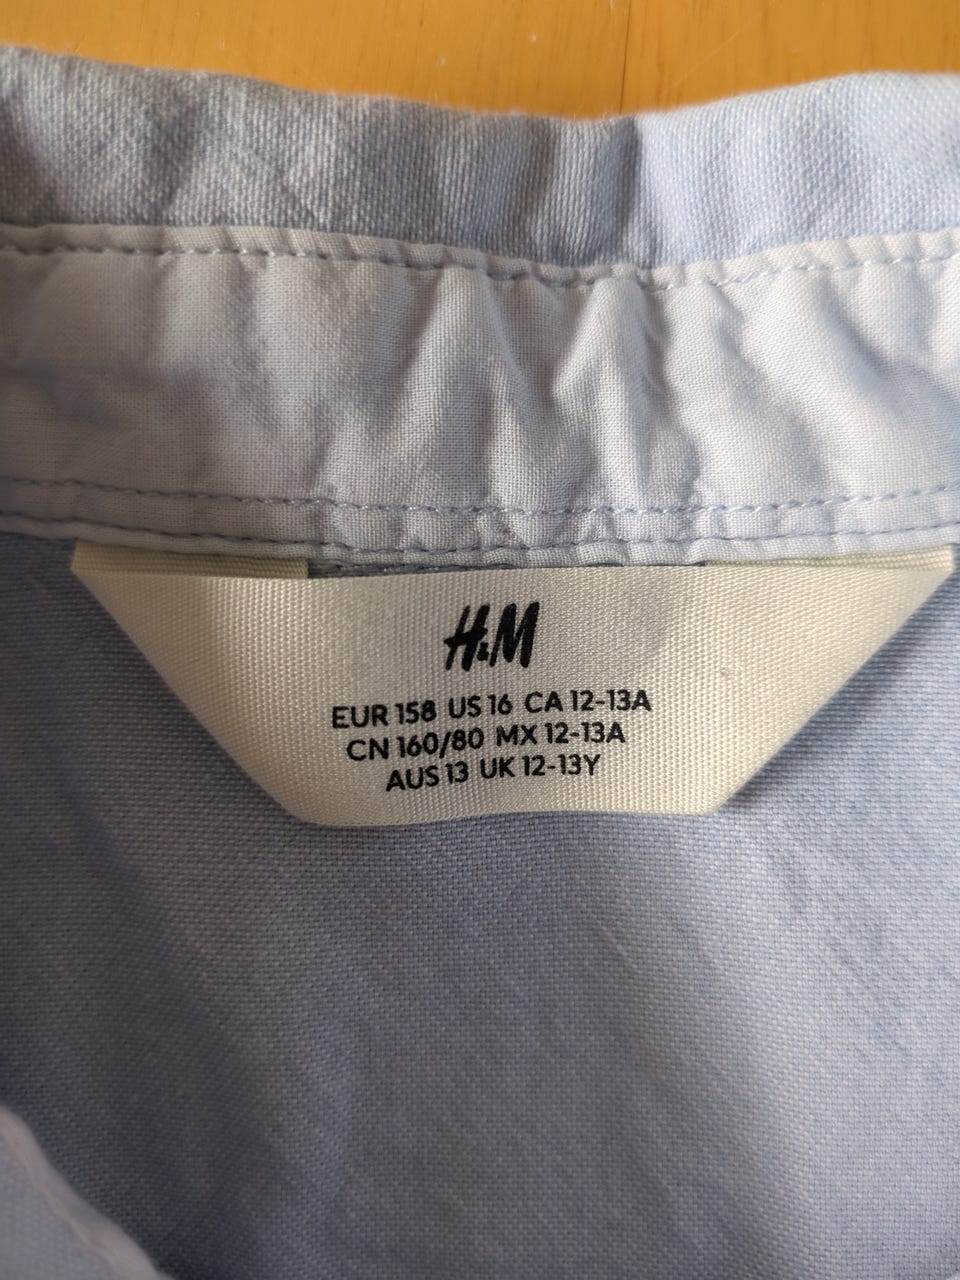 H&M
EUR 158 US 16 CA 12-13A
CN 160/80 MX 12-13A
AUS 13 UK 12-13Y